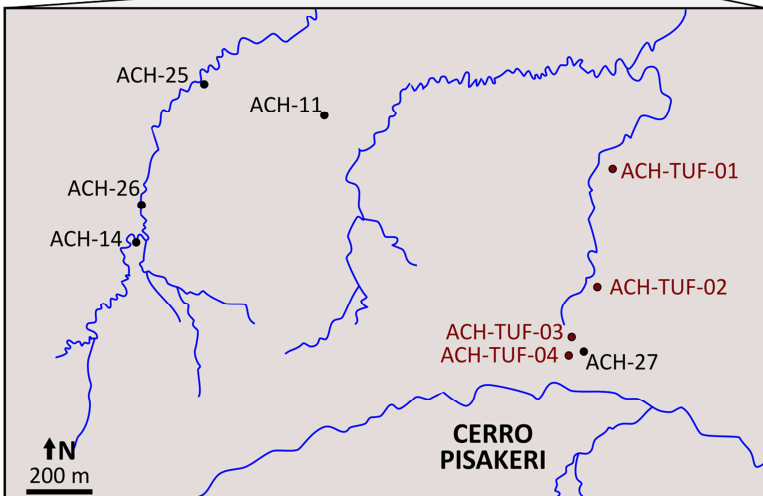 ACH-25
ACH-11
ACH-TUF-01
ACH-26
ACH-14
ACH-TUF-02
ACH-TUF-03
ACH-TUF-04
ACH-27
CERRO
PISAKERI
N
200 m